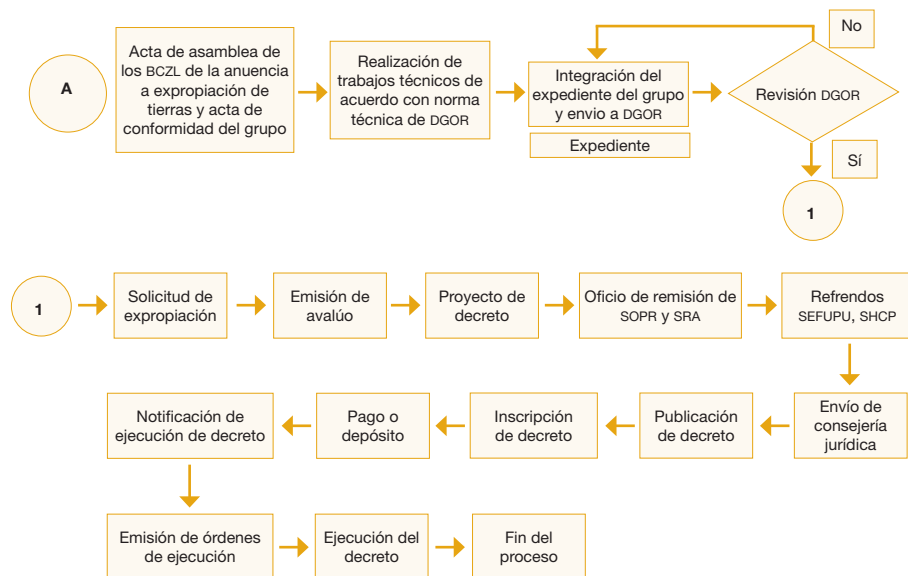 No
A
Acta de asamblea de
los BCZL de la anuencia
a expropiación de
tierras y acta de
conformidad del grupo
Realización de
trabajos técnicos de
acuerdo con norma
técnica de DGOR
Integración del
expediente del grupo
y envio a DGOR
Expediente
Revisión DGOR
Sí
1
1
Solicitud de
expropiación
Emisión de
avalúo
Proyecto de
decreto
Oficio de remisión de
SOPR y SRA
Refrendos
SEFUPU, SHCP
Envío de
consejería
jurídica
Publicación
de decreto
Inscripción
de decreto
Pago o
depósito
Notificación de
ejecución de decreto
Emisión de órdenes
de ejecución
Ejecución del
decreto
Fin del
proceso